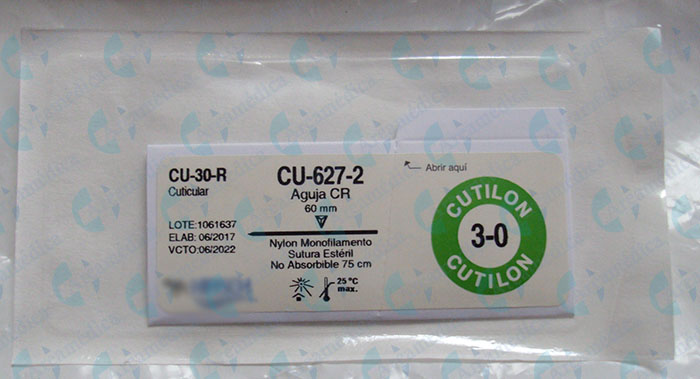 CU-30-R
Cuticular
LOTE:1061637
ELAB: 06/2017
VCTO:06/2022
CU-627-2
Aguja CR
60 mm
Nylon Monofilamento
Sutura Estéril
No Absorbible 75 cm
25 °C
max.
Abrir aquí
CUTILON
3-0
CUTILON